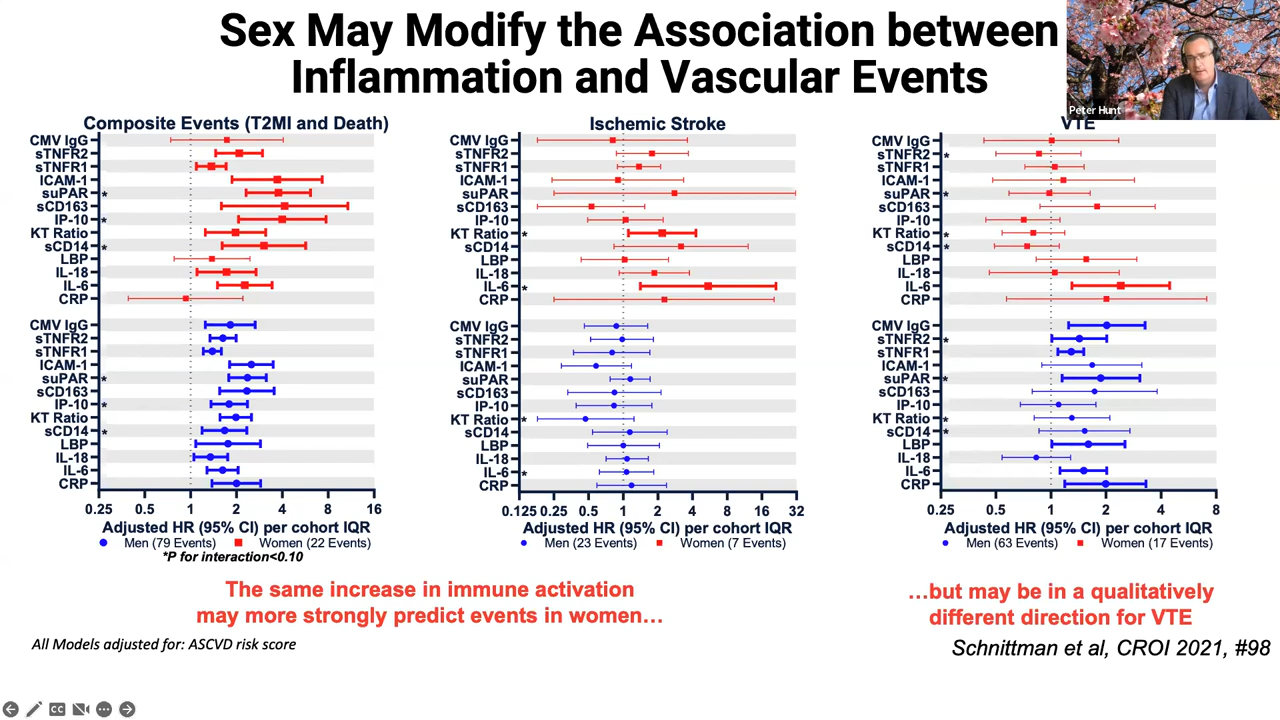 Sex May Modify the Association between
Inflammation and Vascular Events
Peter Hunt
Composite Events (T2MI and Death)
CMV IgG
sTNFR2
sTNFR1
ICAM-1
suPAR *
sCD163
IP-10 *
KT Ratio
sCD14 *
LBP
IL-18
IL-6
CRP
CMV IgG
sTNFR2
sTNFR1
ICAM-1
suPAR *
sCD163
IP-10 *
KT Ratio
sCD14 *
LBP
IL-18
IL-6
CRP
0.25 0.5 1 2 4 8 16
Adjusted HR (95% CI) per cohort IQR
Men (79 Events) Women (22 Events)
*P for interaction<0.10
Ischemic Stroke
CMV IgG
sTNFR2
sTNFR1
ICAM-1
suPAR
sCD163
IP-10
KT Ratio *
sCD14
LBP
IL-18
IL-6 *
CRP
CMV IgG
sTNFR2
sTNFR1
ICAM-1
suPAR
sCD163
IP-10
KT Ratio *
sCD14
LBP
IL-18
IL-6 *
CRP
0.125 0.25 0.5 1 2 4 8 16 32
Adjusted HR (95% CI) per cohort IQR
Men (23 Events) Women (7 Events)
VTE
CMV IgG
sTNFR2 *
sTNFR1
ICAM-1
suPAR *
sCD163
IP-10
KT Ratio *
sCD14 *
LBP
IL-18
IL-6
CRP
CMV IgG
sTNFR2 *
sTNFR1
ICAM-1
suPAR *
sCD163
IP-10
KT Ratio *
sCD14 *
LBP
IL-18
IL-6
CRP
0.25 0.5 1 2 4 8
Adjusted HR (95% CI) per cohort IQR
Men (63 Events) Women (17 Events)
The same increase in immune activation
may more strongly predict events in women…
…but may be in a qualitatively
different direction for VTE
All Models adjusted for: ASCVD risk score
Schnittman et al, CROI 2021, #98
CC